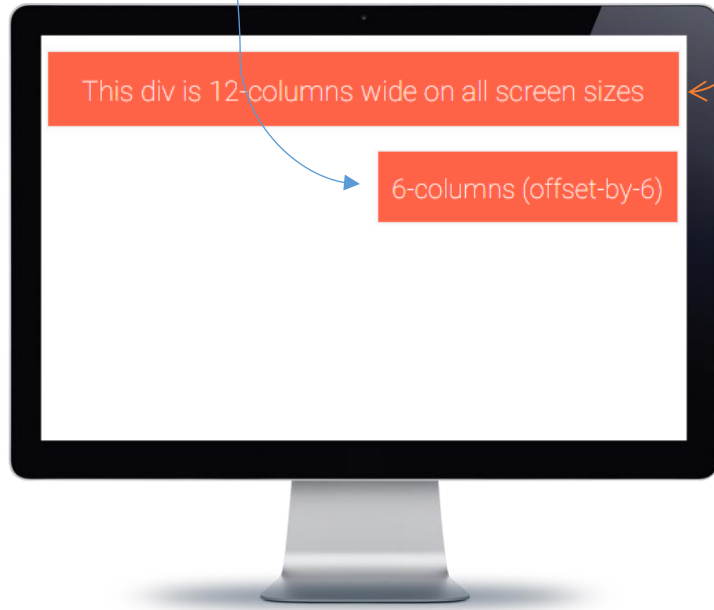 This div is 12-columns wide on all screen sizes
6-columns (offset-by-6)